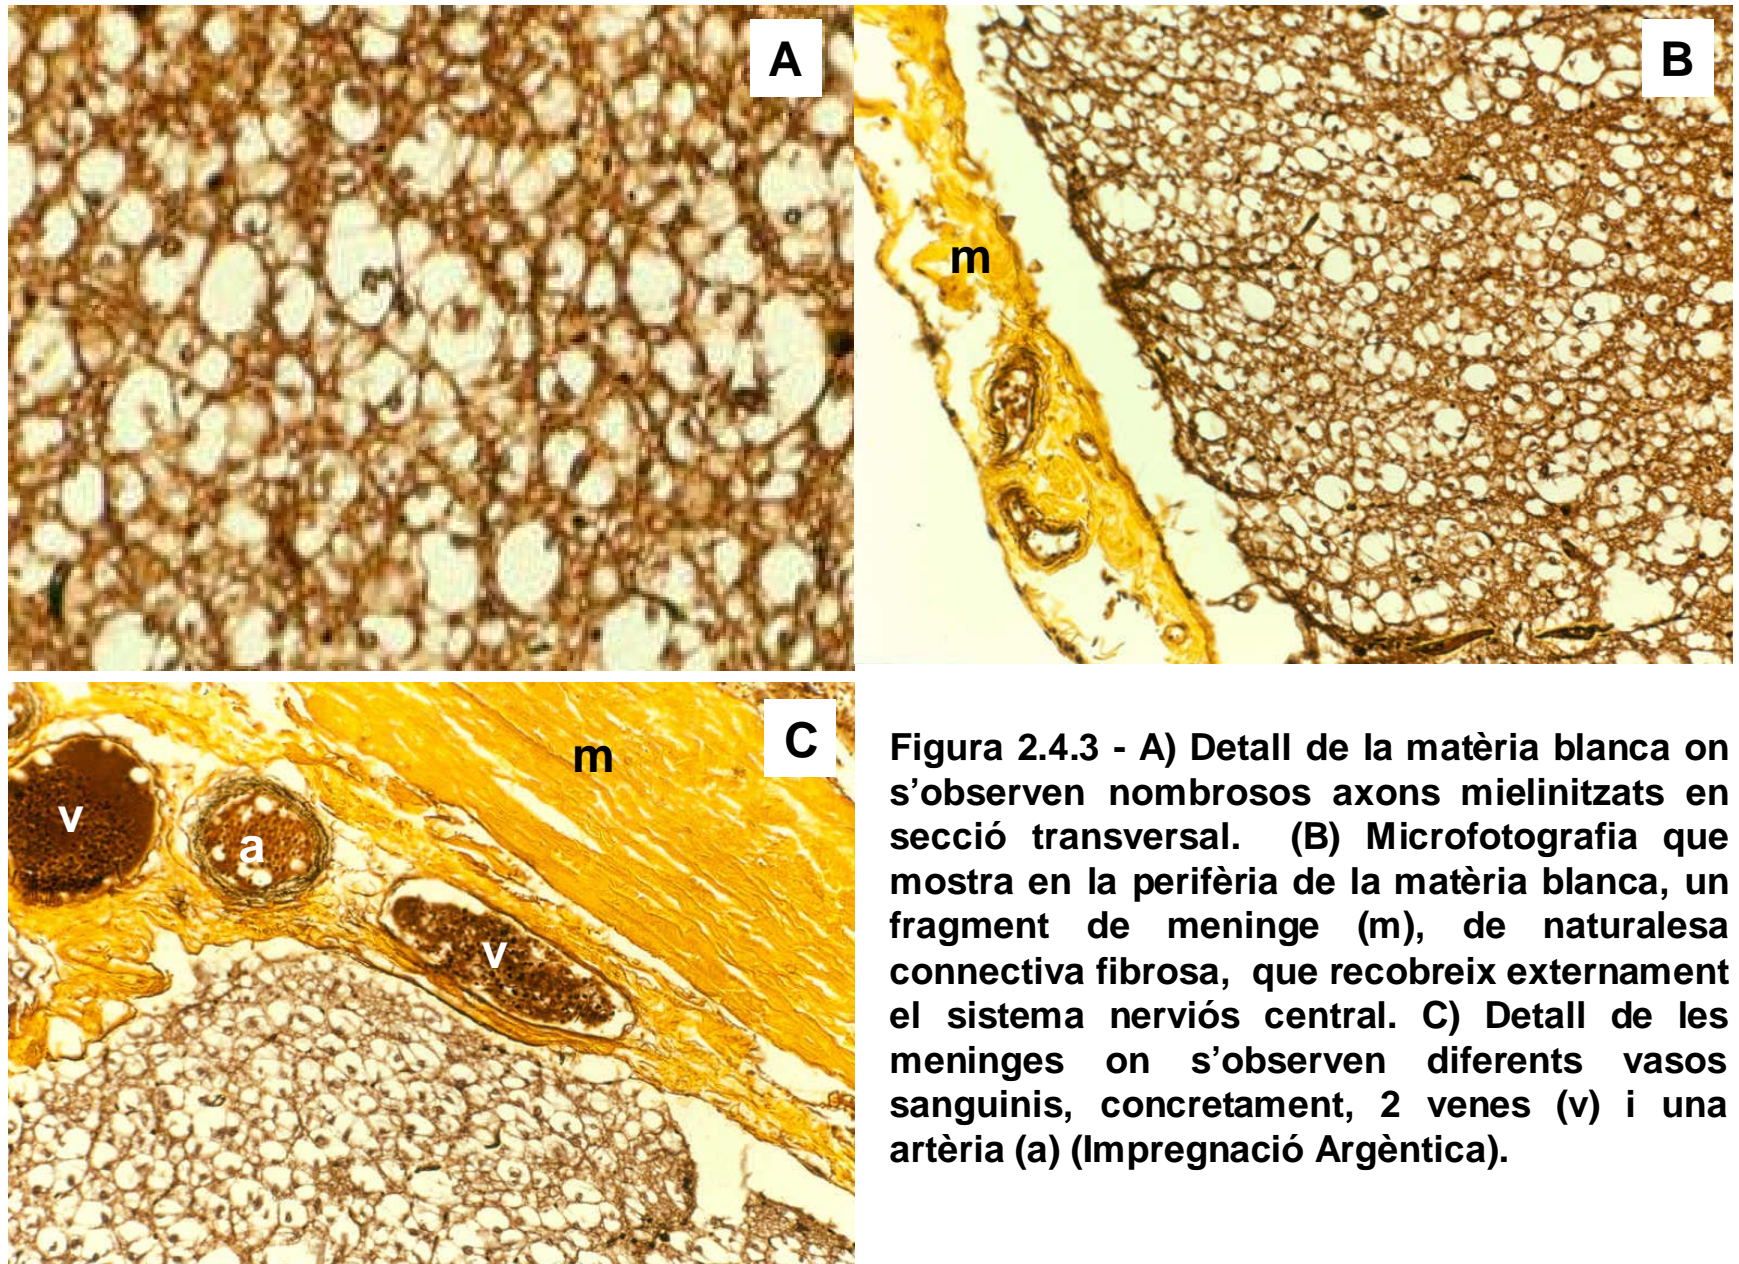 A
B
m
C
m
v
a
v
Figura 2.4.3 - A) Detall de la matèria blanca on
s’observen nombrosos axons mielinitzats en
secció transversal. (B) Microfotografia que
mostra en la perifèria de la matèria blanca, un
fragment de meninge (m), de naturalesa
connectiva fibrosa, que recobreix externament
el sistema nerviós central. C) Detall de les
meninges on s’observen diferents vasos
sanguinis, concretament, 2 venes (v) i una
artèria (a) (Impregnació Argèntica).